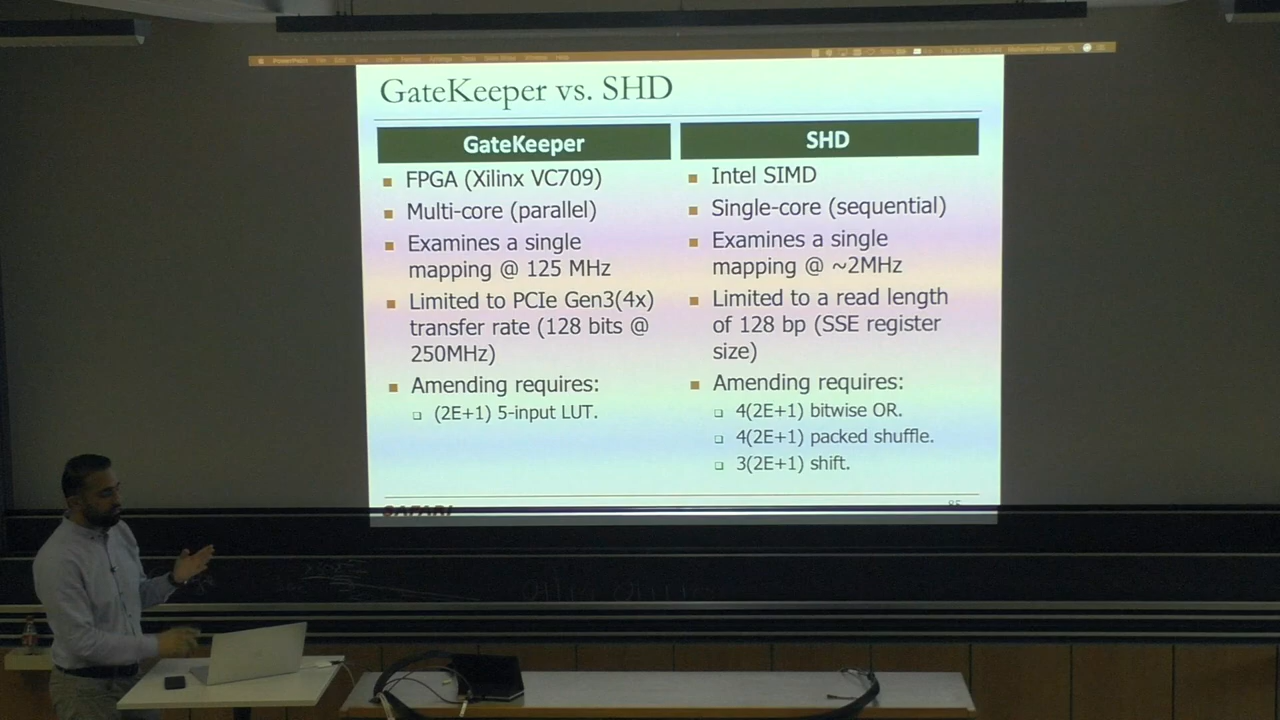 GateKeeper vs. SHD
GateKeeper
FPGA (Xilinx VC709)
Multi-core (parallel)
Examines a single
mapping @ 125 MHz
Limited to PCIe Gen3(4x)
transfer rate (128 bits @
250MHz)
Amending requires:
(2E+1) 5-input LUT.
SHD
Intel SIMD
Single-core (sequential)
Examines a single
mapping @ ~2MHz
Limited to a read length
of 128 bp (SSE register
size)
Amending requires:
4(2E+1) bitwise OR.
4(2E+1) packed shuffle.
3(2E+1) shift.
SAFARI
85